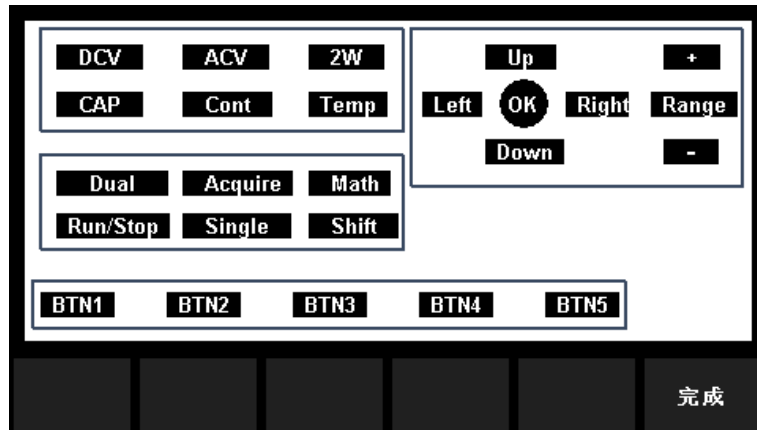 DCV ACV 2W
CAP Cont Temp
Up +
Left OK Right Range
Down -
Dual Acquire Math
Run/Stop Single Shift
BTN1 BTN2 BTN3 BTN4 BTN5
完成